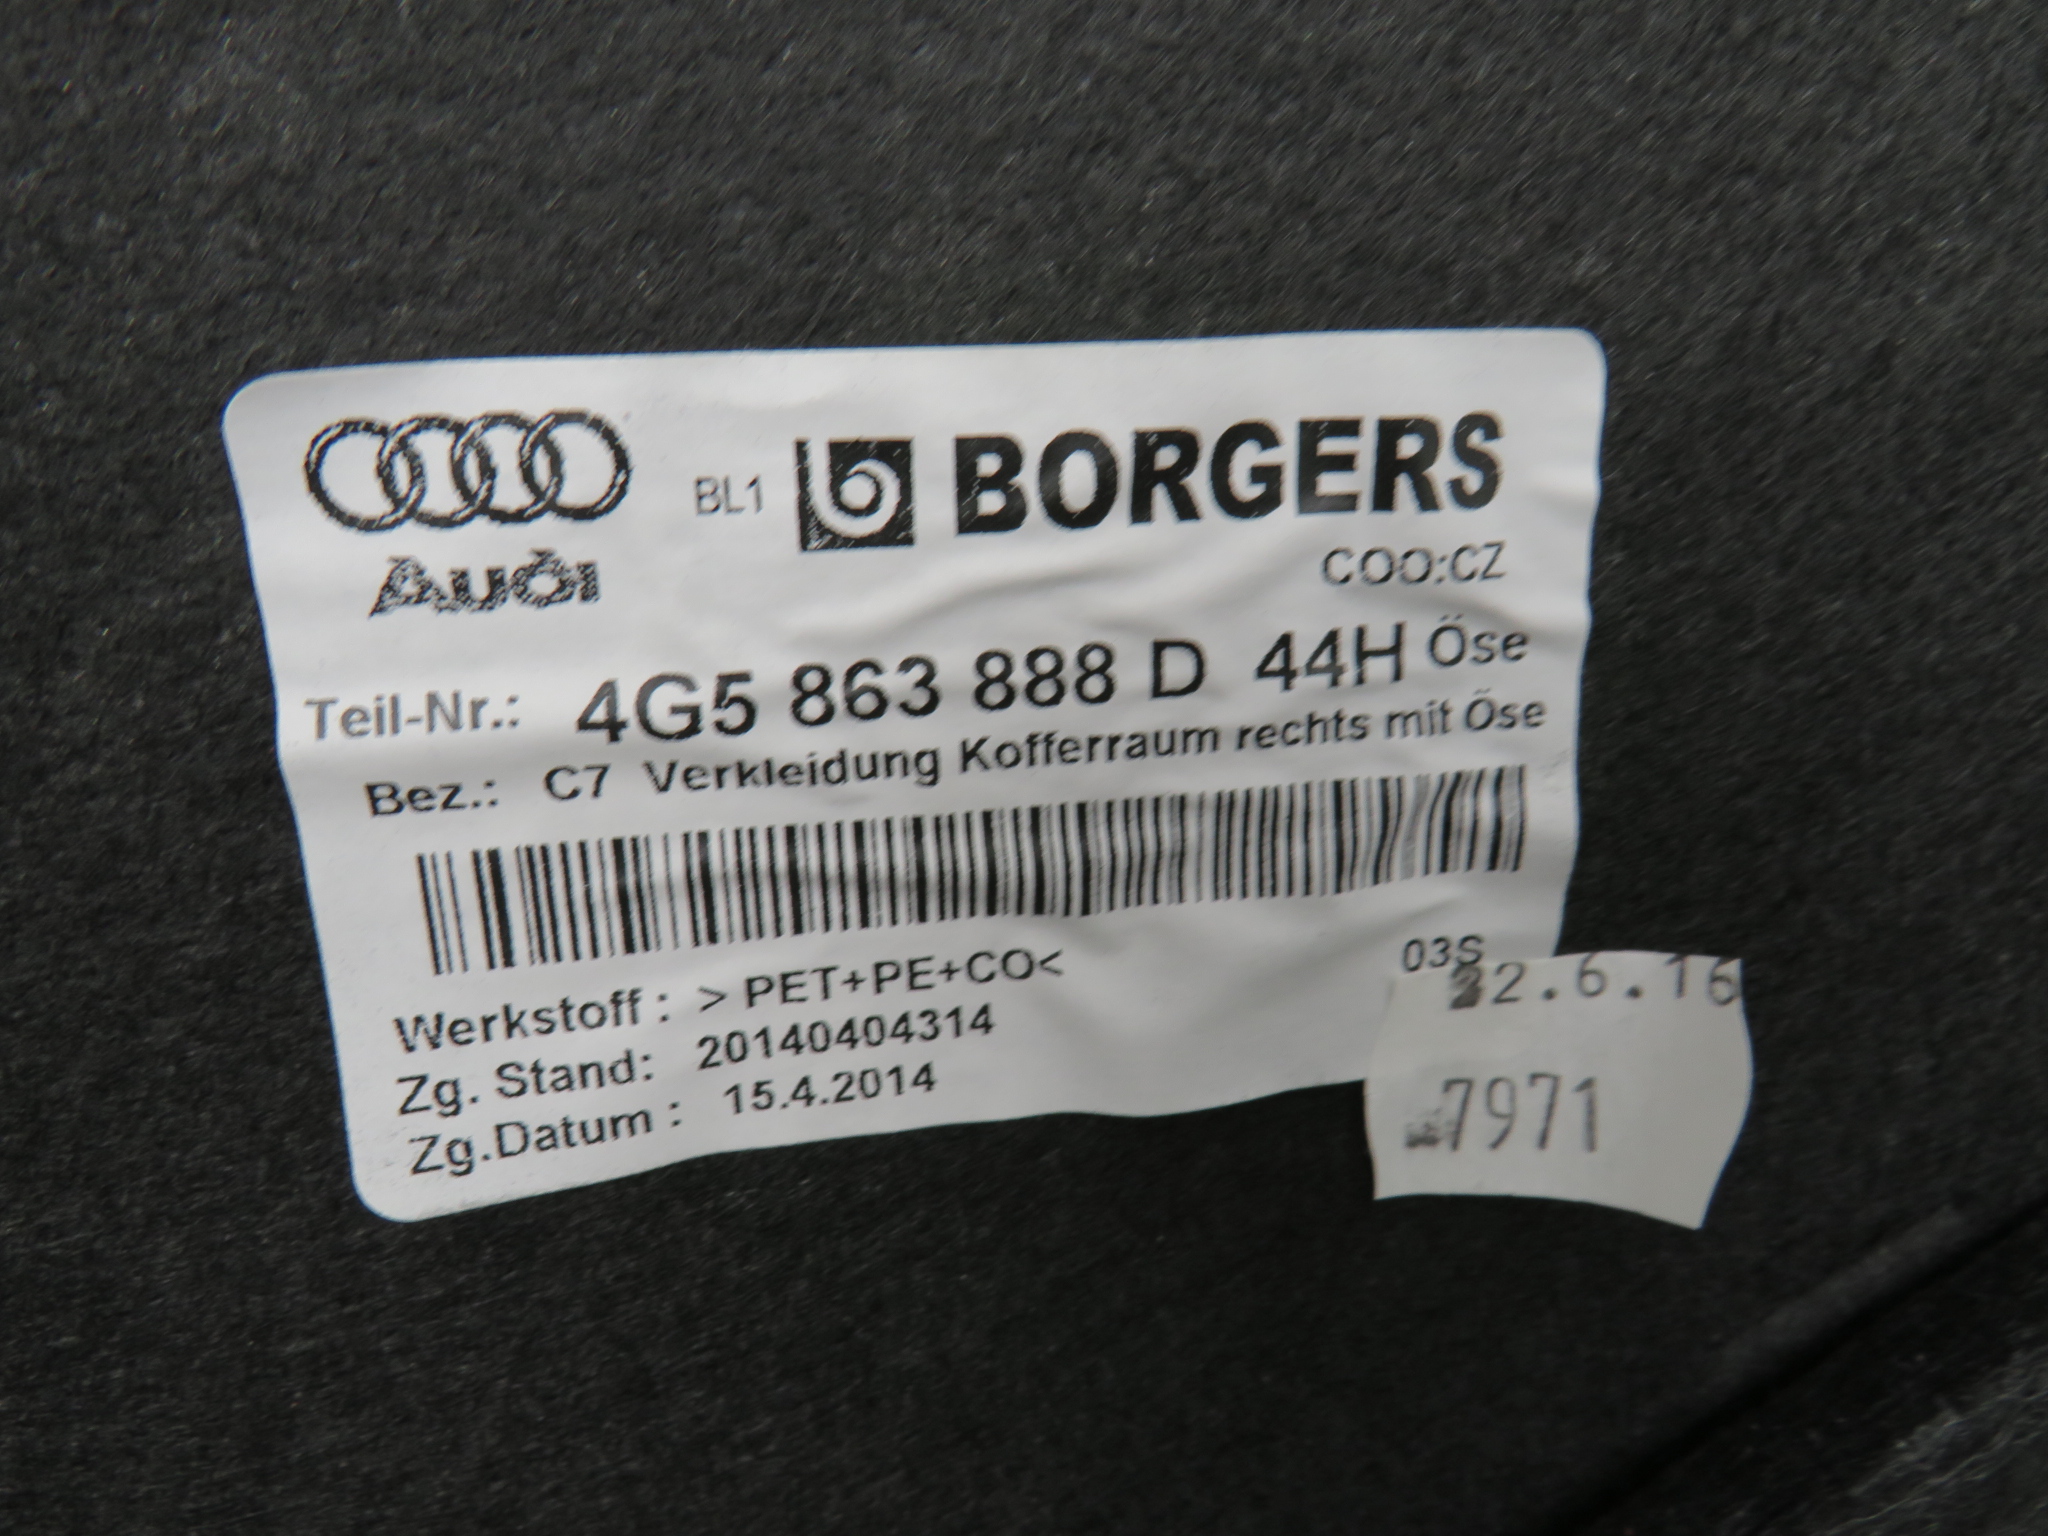 BL1 BORGERS
Audi
COO:CZ
Teil-Nr.: 4G5 863 888 D 44H Öse
Bez.: C7 Verkleidung Kofferraum rechts mit Öse
Werkstoff : > PET+PE+CO<
03S
Zg. Stand: 20140404314
Zg.Datum : 15.4.2014
22.6.16
7971